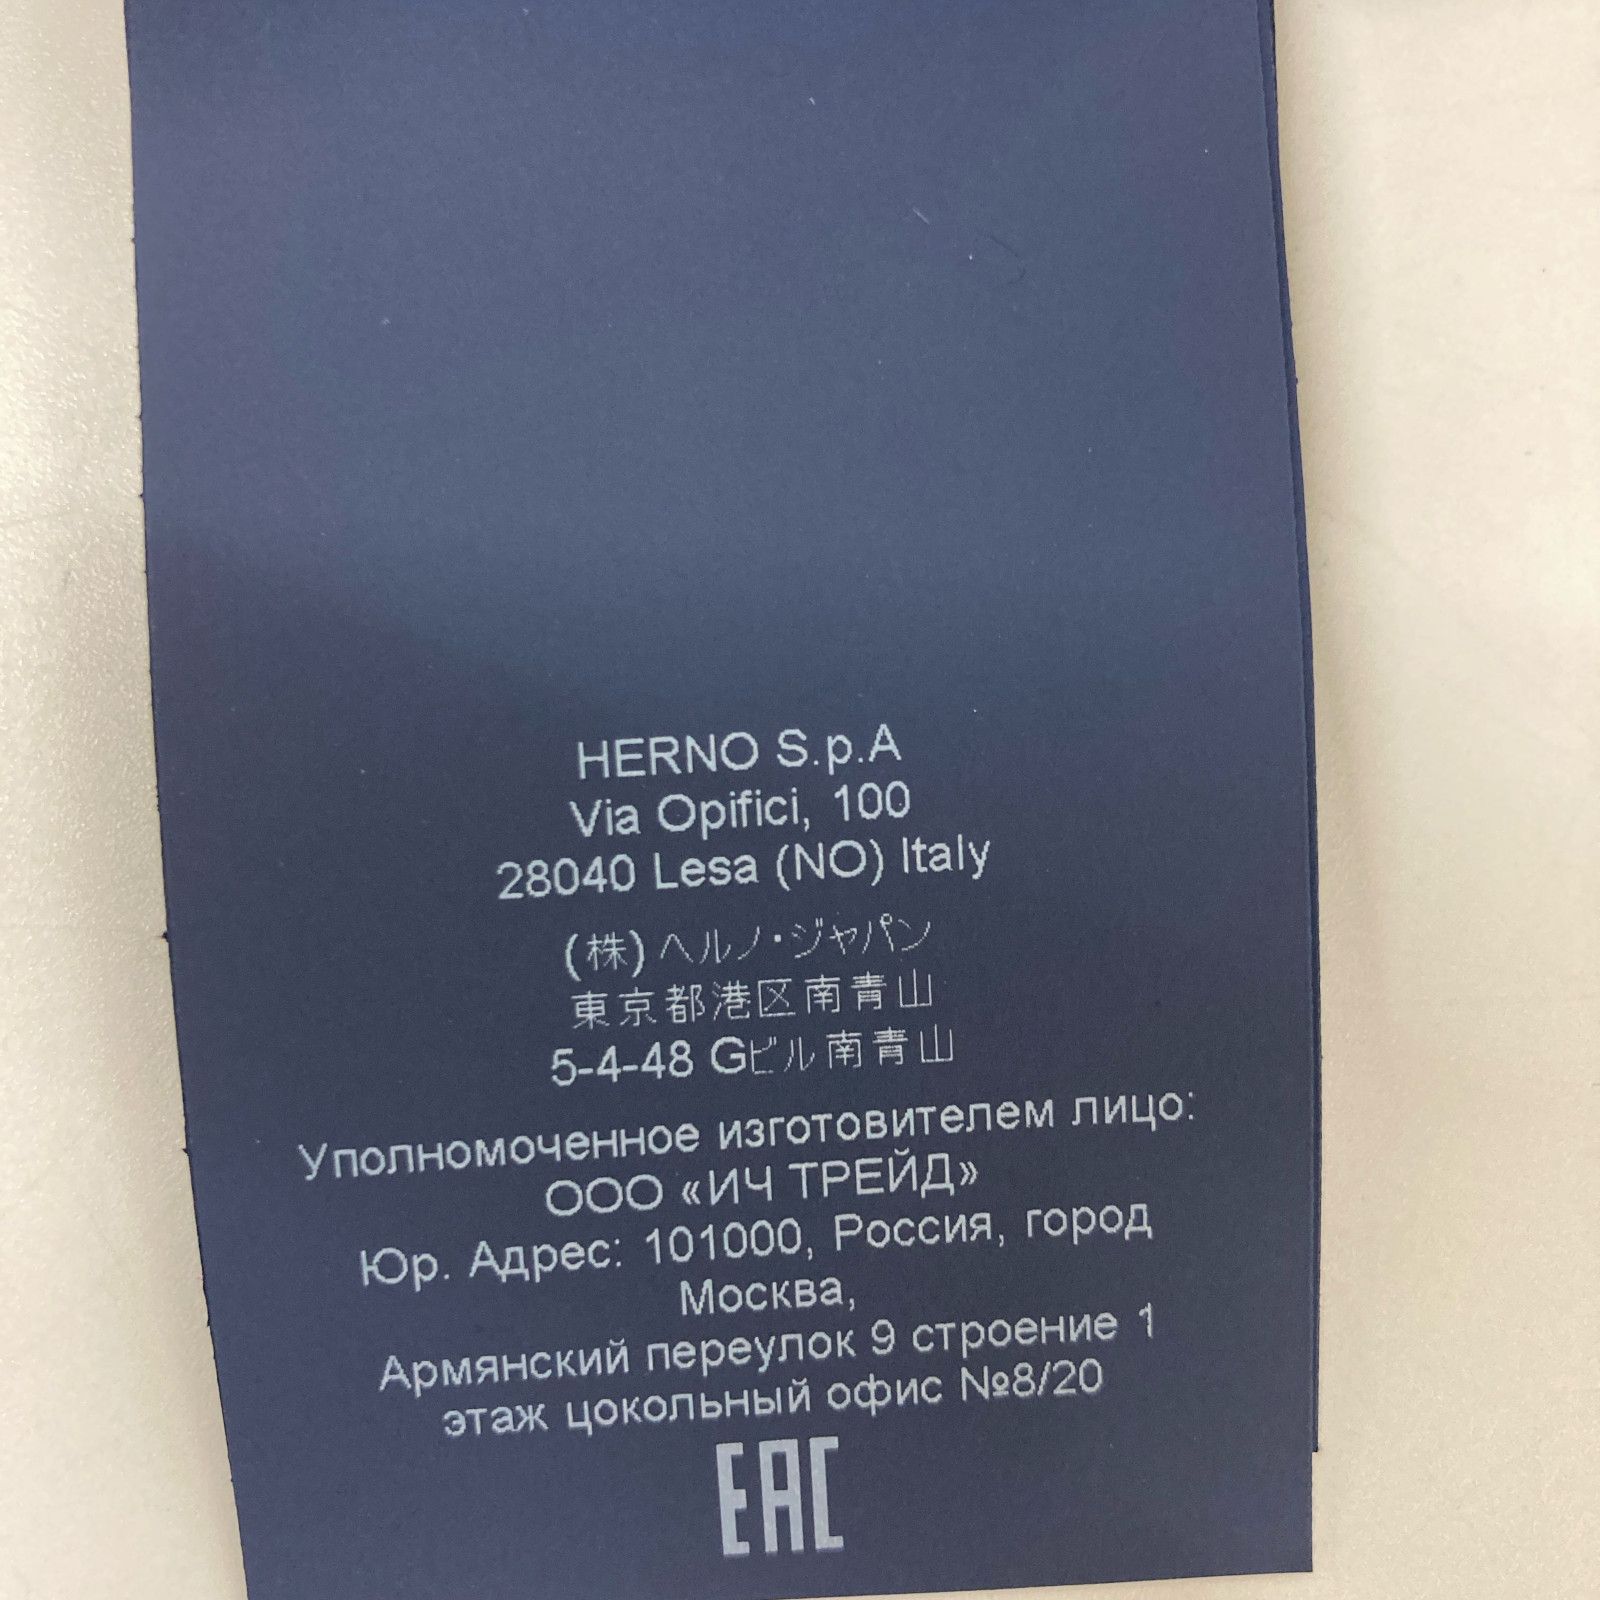 HERNO S.p.A
Via Opifici, 100
28040 Lesa (NO) Italy
(株) ヘルノ・ジャパン
東京都港区南青山
5-4-48 Gビル南青山
Уполномоченное изготовителем лицо:
ООО «ИЧ ТРЕЙД»
Юр. Адрес: 101000, Россия, город
Москва,
Армянский переулок 9 строение 1
этаж цокольный офис №8/20
EAC